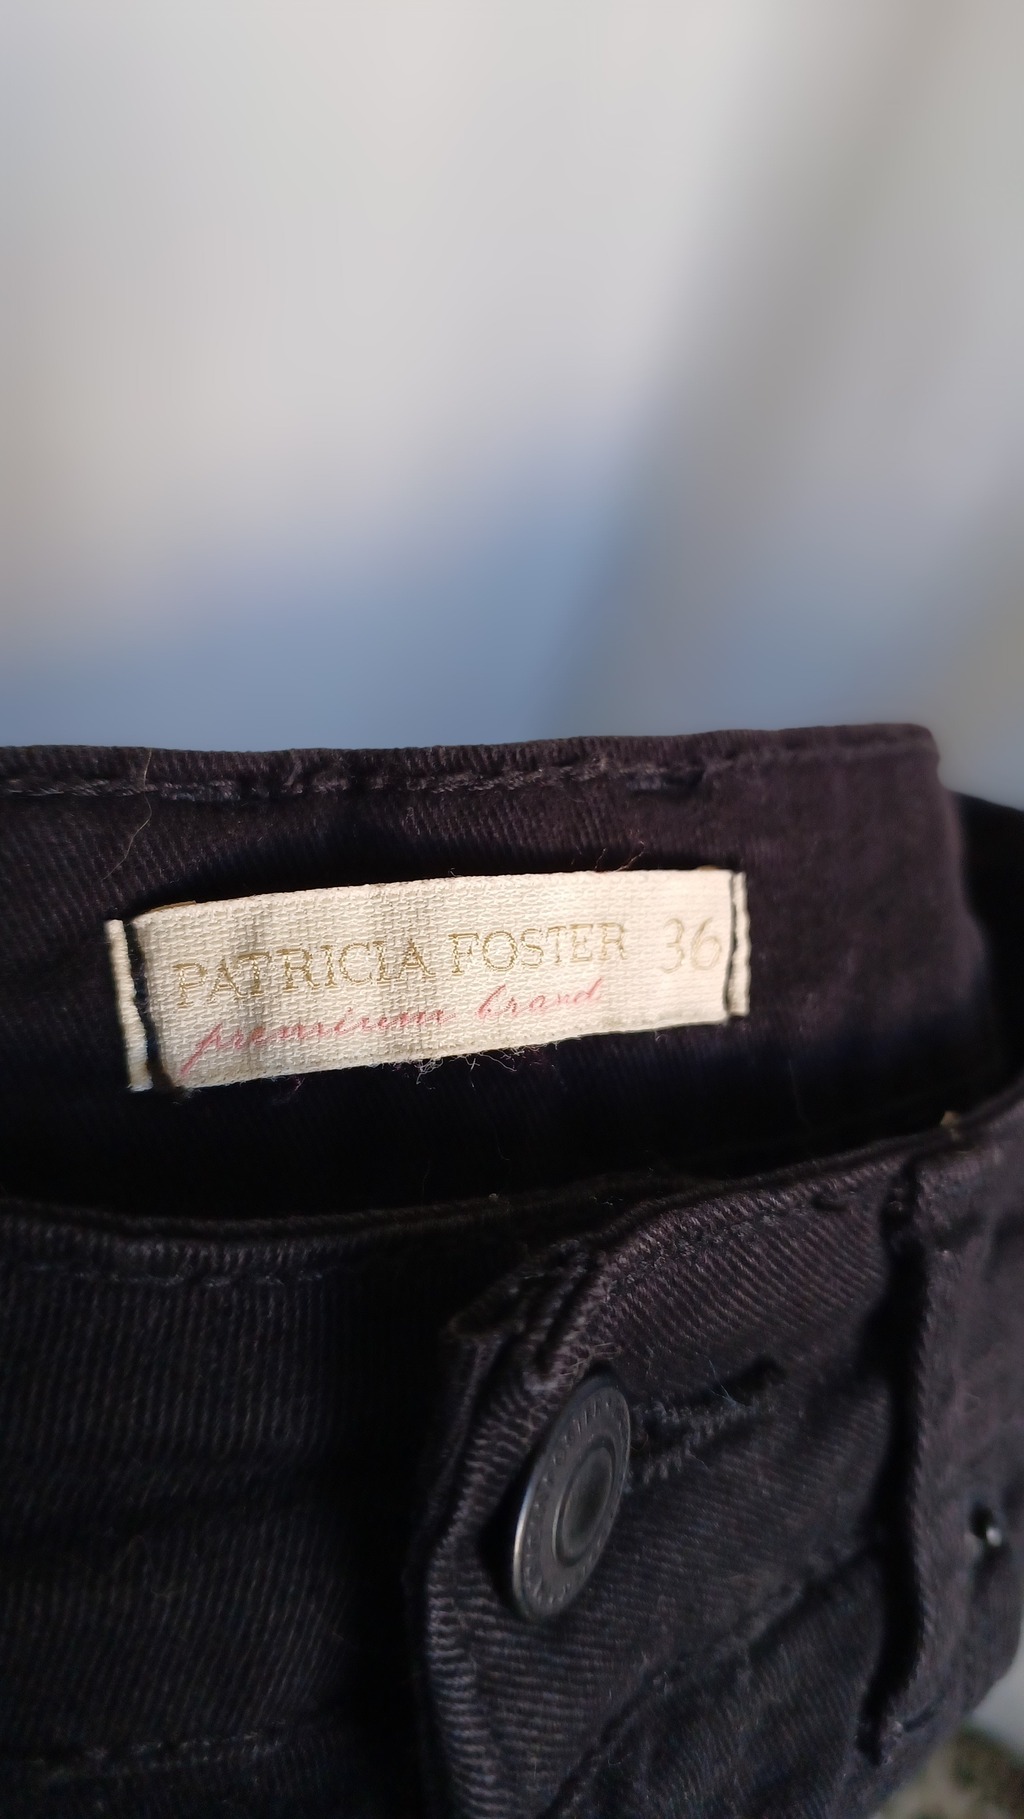 PATRICIA FOSTER 36
premium brand